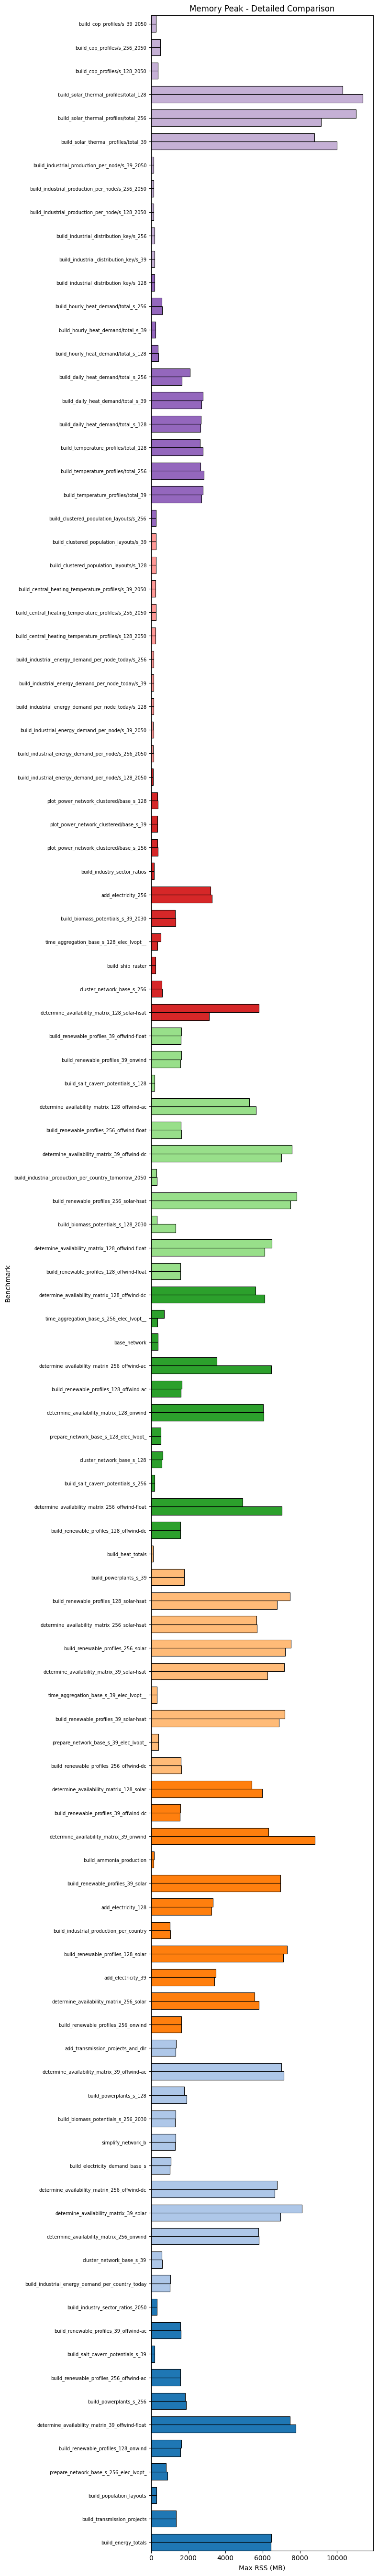 Memory Peak - Detailed Comparison
build_cop_profiles/s_39_2050
build_cop_profiles/s_256_2050
build_cop_profiles/s_128_2050
build_solar_thermal_profiles/total_128
build_solar_thermal_profiles/total_256
build_solar_thermal_profiles/total_39
build_industrial_production_per_node/s_39_2050
build_industrial_production_per_node/s_256_2050
build_industrial_production_per_node/s_128_2050
build_industrial_distribution_key/s_256
build_industrial_distribution_key/s_39
build_industrial_distribution_key/s_128
build_hourly_heat_demand/total_s_256
build_hourly_heat_demand/total_s_39
build_hourly_heat_demand/total_s_128
build_daily_heat_demand/total_s_256
build_daily_heat_demand/total_s_39
build_daily_heat_demand/total_s_128
build_temperature_profiles/total_128
build_temperature_profiles/total_256
build_temperature_profiles/total_39
build_clustered_population_layouts/s_256
build_clustered_population_layouts/s_39
build_clustered_population_layouts/s_128
build_central_heating_temperature_profiles/s_39_2050
build_central_heating_temperature_profiles/s_256_2050
build_central_heating_temperature_profiles/s_128_2050
build_industrial_energy_demand_per_node_today/s_256
build_industrial_energy_demand_per_node_today/s_39
build_industrial_energy_demand_per_node_today/s_128
build_industrial_energy_demand_per_node/s_39_2050
build_industrial_energy_demand_per_node/s_256_2050
build_industrial_energy_demand_per_node/s_128_2050
plot_power_network_clustered/base_s_128
plot_power_network_clustered/base_s_39
plot_power_network_clustered/base_s_256
build_industry_sector_ratios
add_electricity_256
build_biomass_potentials_s_39_2030
time_aggregation_base_s_128_elec_lvopt__
build_ship_raster
cluster_network_base_s_256
determine_availability_matrix_128_solar-hsat
build_renewable_profiles_39_offwind-float
build_renewable_profiles_39_onwind
build_salt_cavern_potentials_s_128
determine_availability_matrix_128_offwind-ac
build_renewable_profiles_256_offwind-float
determine_availability_matrix_39_offwind-dc
build_industrial_production_per_country_tomorrow_2050
build_renewable_profiles_256_solar-hsat
build_biomass_potentials_s_128_2030
determine_availability_matrix_128_offwind-float
build_renewable_profiles_128_offwind-float
Benchmark
determine_availability_matrix_128_offwind-dc
time_aggregation_base_s_256_elec_lvopt__
base_network
determine_availability_matrix_256_offwind-ac
build_renewable_profiles_128_offwind-ac
determine_availability_matrix_128_onwind
prepare_network_base_s_128_elec_lvopt_
cluster_network_base_s_128
build_salt_cavern_potentials_s_256
determine_availability_matrix_256_offwind-float
build_renewable_profiles_128_offwind-dc
build_heat_totals
build_powerplants_s_39
build_renewable_profiles_128_solar-hsat
determine_availability_matrix_256_solar-hsat
build_renewable_profiles_256_solar
determine_availability_matrix_39_solar-hsat
time_aggregation_base_s_39_elec_lvopt__
build_renewable_profiles_39_solar-hsat
prepare_network_base_s_39_elec_lvopt_
build_renewable_profiles_256_offwind-dc
determine_availability_matrix_128_solar
build_renewable_profiles_39_offwind-dc
determine_availability_matrix_39_onwind
build_ammonia_production
build_renewable_profiles_39_solar
add_electricity_128
build_industrial_production_per_country
build_renewable_profiles_128_solar
add_electricity_39
determine_availability_matrix_256_solar
build_renewable_profiles_256_onwind
add_transmission_projects_and_dlr
determine_availability_matrix_39_offwind-ac
build_powerplants_s_128
build_biomass_potentials_s_256_2030
simplify_network_b
build_electricity_demand_base_s
determine_availability_matrix_256_offwind-dc
determine_availability_matrix_39_solar
determine_availability_matrix_256_onwind
cluster_network_base_s_39
build_industrial_energy_demand_per_country_today
build_industry_sector_ratios_2050
build_renewable_profiles_39_offwind-ac
build_salt_cavern_potentials_s_39
build_renewable_profiles_256_offwind-ac
build_powerplants_s_256
determine_availability_matrix_39_offwind-float
build_renewable_profiles_128_onwind
prepare_network_base_s_256_elec_lvopt_
build_population_layouts
build_transmission_projects
build_energy_totals
0 2000 4000 6000 8000 10000
Max RSS (MB)